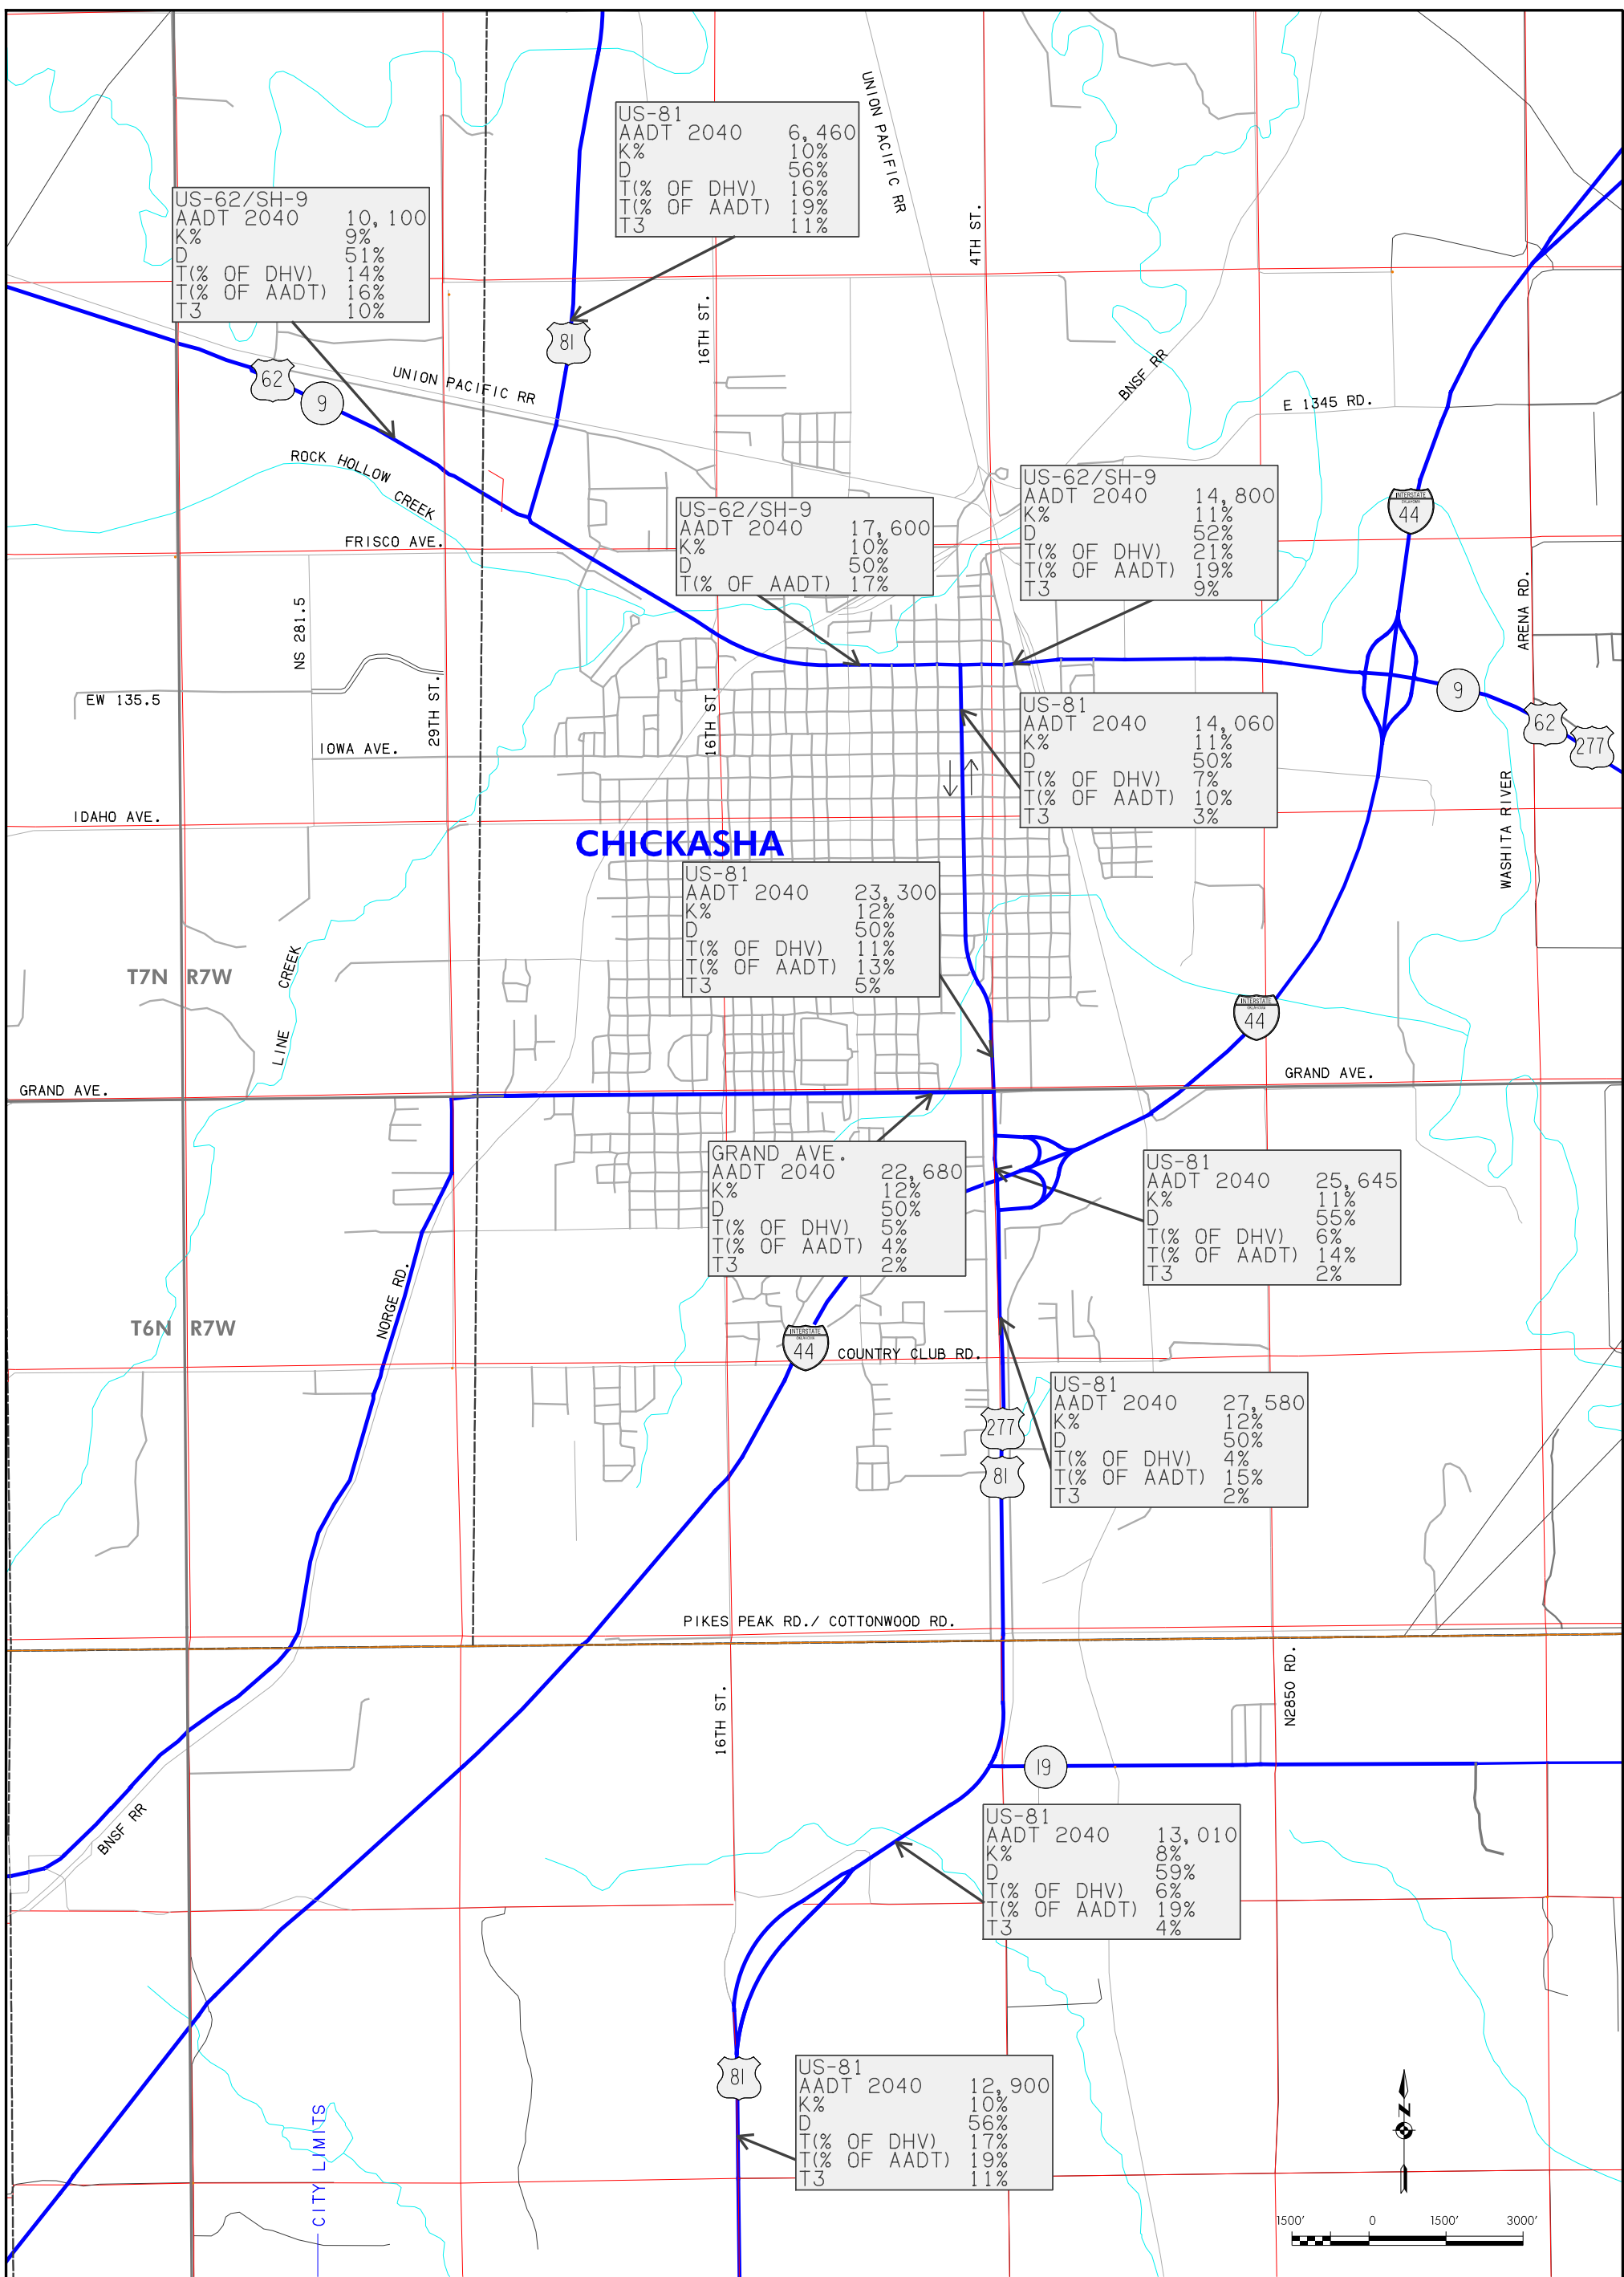 US-81
AADT 2040 6,460
K% 10%
D 56%
T(% OF DHV) 16%
T(% OF AADT) 19%
T3 11%
UNION PACIFIC RR
US-62/SH-9
AADT 2040 10,100
K% 9%
D 51%
T(% OF DHV) 14%
T(% OF AADT) 16%
T3 10%
4TH ST.
16TH ST.
81
62
9
UNION PACIFIC RR
BNSF RR
E 1345 RD.
ROCK HOLLOW CREEK
FRISCO AVE.
US-62/SH-9
AADT 2040 17,600
K% 10%
D 50%
T(% OF AADT) 17%
US-62/SH-9
AADT 2040 14,800
K% 11%
D 52%
T(% OF DHV) 21%
T(% OF AADT) 19%
T3 9%
INTERSTATE
44
ARENA RD.
NS 281.5
EW 135.5
29TH ST.
16TH ST.
IOWA AVE.
9
62
277
US-81
AADT 2040 14,060
K% 11%
D 50%
T(% OF DHV) 7%
T(% OF AADT) 10%
T3 3%
IDAHO AVE.
CHICKASHA
WASHITA RIVER
US-81
AADT 2040 23,300
K% 12%
D 50%
T(% OF DHV) 11%
T(% OF AADT) 13%
T3 5%
T7N R7W
LINE CREEK
INTERSTATE
44
GRAND AVE.
GRAND AVE.
GRAND AVE.
AADT 2040 22,680
K% 12%
D 50%
T(% OF DHV) 5%
T(% OF AADT) 4%
T3 2%
US-81
AADT 2040 25,645
K% 11%
D 55%
T(% OF DHV) 6%
T(% OF AADT) 14%
T3 2%
T6N R7W
NORGE RD.
INTERSTATE
44
COUNTRY CLUB RD.
277
81
US-81
AADT 2040 27,580
K% 12%
D 50%
T(% OF DHV) 4%
T(% OF AADT) 15%
T3 2%
PIKES PEAK RD./ COTTONWOOD RD.
16TH ST.
N2850 RD.
19
BNSF RR
US-81
AADT 2040 13,010
K% 8%
D 59%
T(% OF DHV) 6%
T(% OF AADT) 19%
T3 4%
81
US-81
AADT 2040 12,900
K% 10%
D 56%
T(% OF DHV) 17%
T(% OF AADT) 19%
T3 11%
CITY LIMITS
N
1500' 0 1500' 3000'